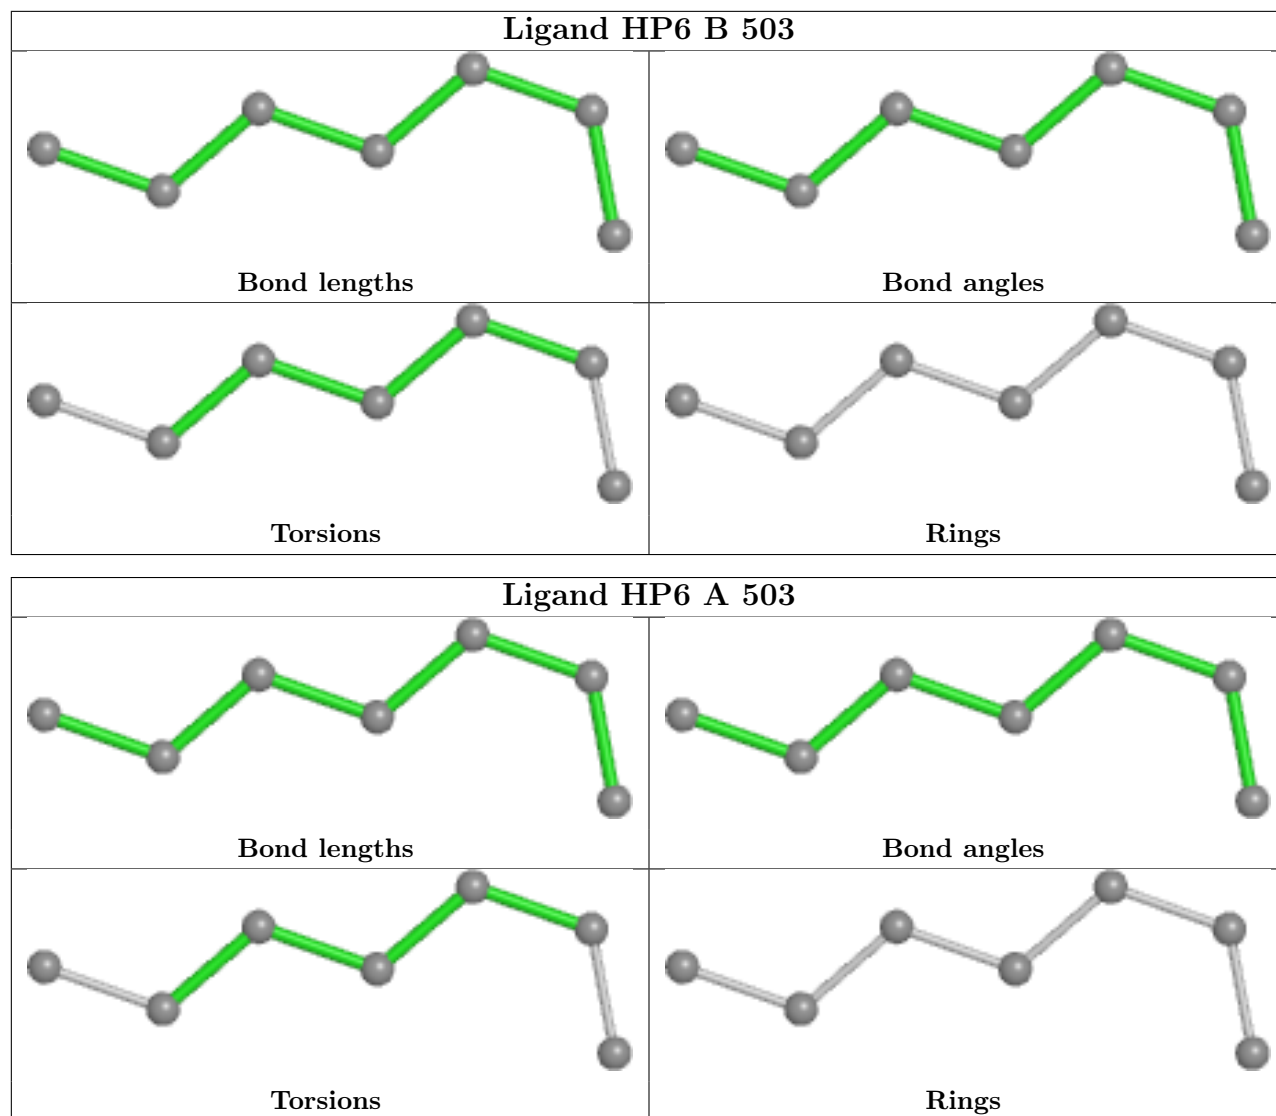 Ligand HP6 B 503
Bond lengths
Bond angles
Torsions
Rings
Ligand HP6 A 503
Bond lengths
Bond angles
Torsions
Rings